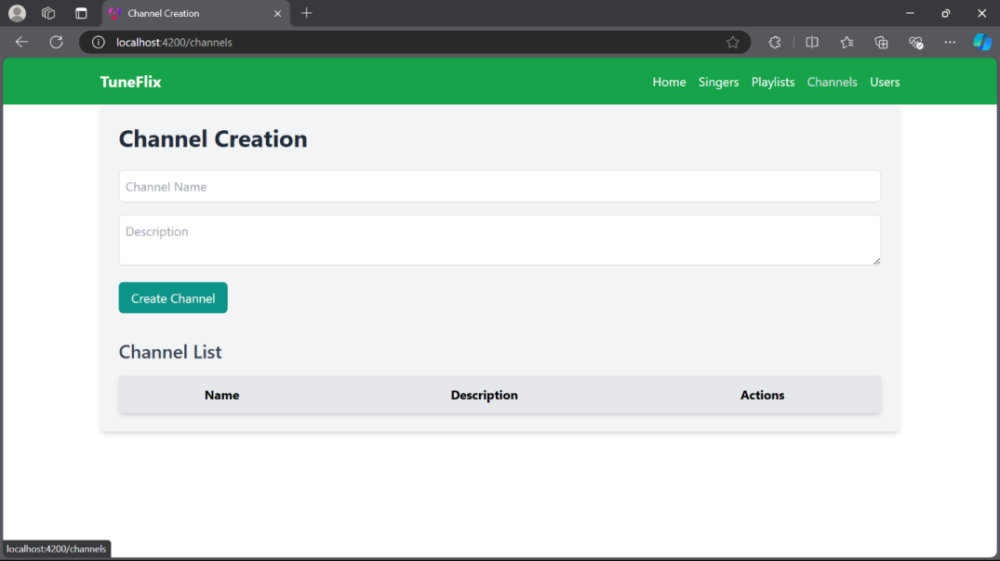 Channel Creation
localhost:4200/channels
TuneFlix
Home Singers Playlists Channels Users
Channel Creation
Channel Name
Description
Create Channel
Channel List
Name Description Actions
localhost:4200/channels